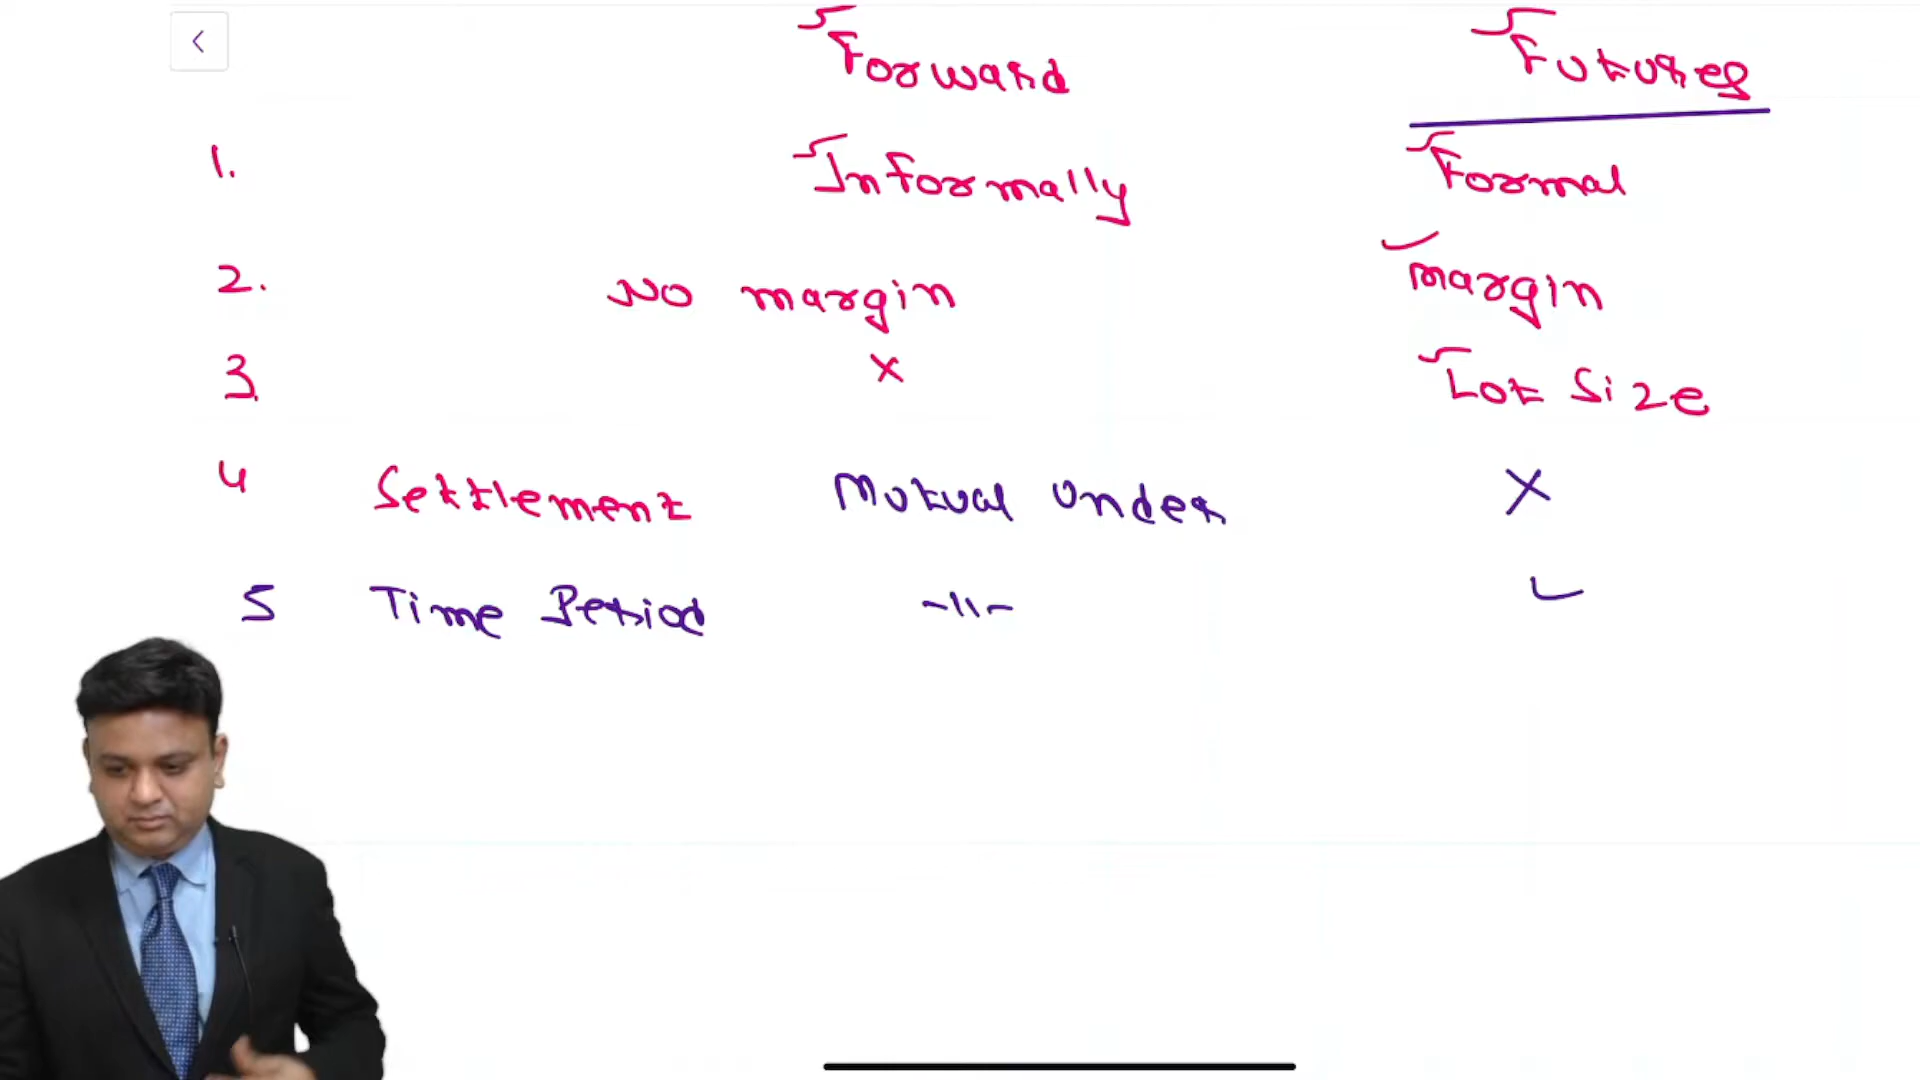 Forward Futures
1. Informally Formal
2. No margin margin
3. x Lot Size
4 Settlement Mutual Under X
5 Time Period -11-